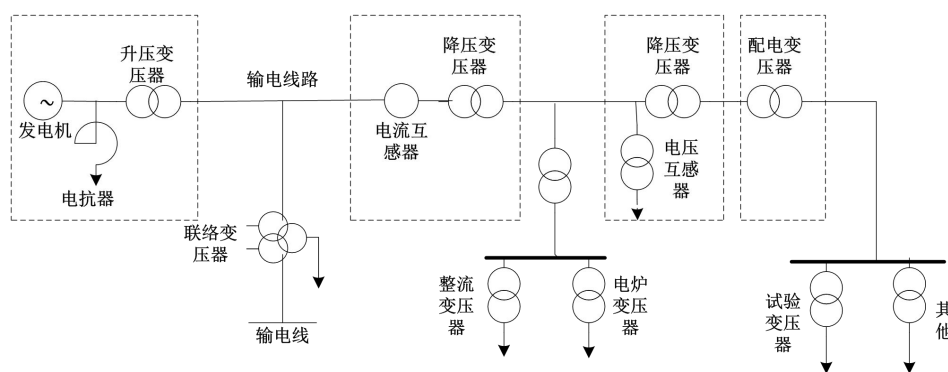 升压变
压器
~
发电机
电抗器
输电线路
联络变
压器
输电线
降压变
压器
电流互
感器
整流
变压
器
电炉
变压
器
降压变
压器
电压
互感
器
配电变
压器
试验
变压
器
其
他